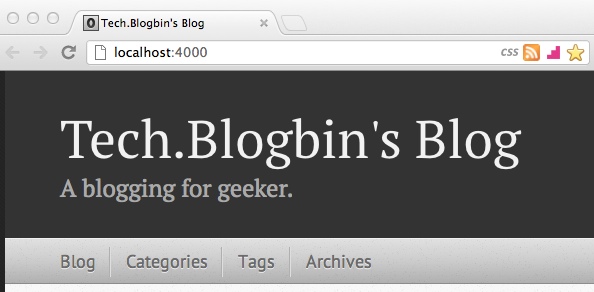 Tech.Blogbin's Blog
localhost:4000
css
Tech.Blogbin's Blog
A blogging for geeker.
Blog Categories Tags Archives